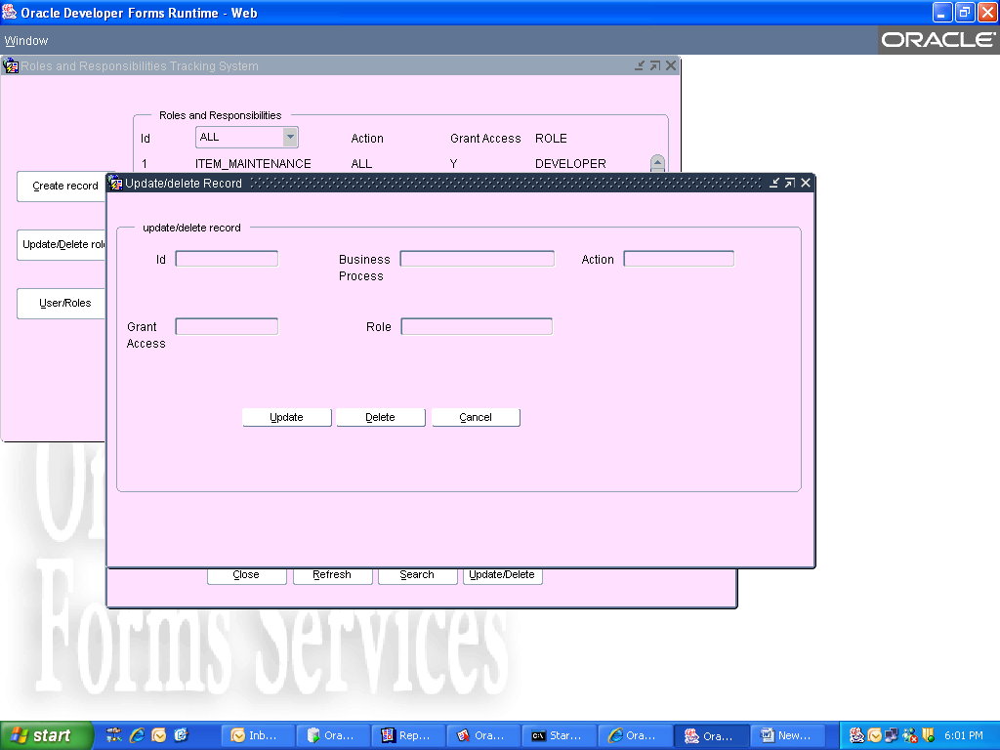 Oracle Developer Forms Runtime - Web
Window
ORACLE
Roles and Responsibilities Tracking System
Roles and Responsibilities
Id ALL Action Grant Access ROLE
1 ITEM_MAINTENANCE ALL Y DEVELOPER
Create record
Update/Delete role
User/Roles
Update/delete Record
update/delete record
Id Business Process Action
Grant Access Role
Update Delete Cancel
Close Refresh Search Update/Delete
Forms Services
start Inb... Ora... Rep... Ora... Star... Ora... Ora... New... 6:01 PM